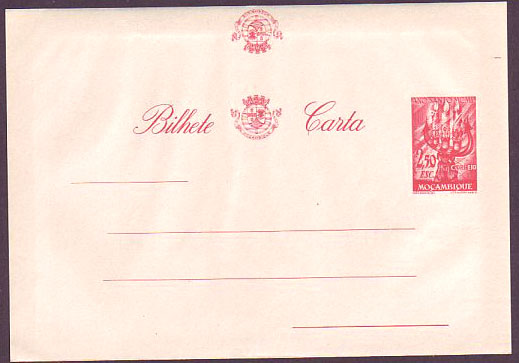 Bilhete Carta
2,50
ESC.
CORREIO
MOÇAMBIQUE